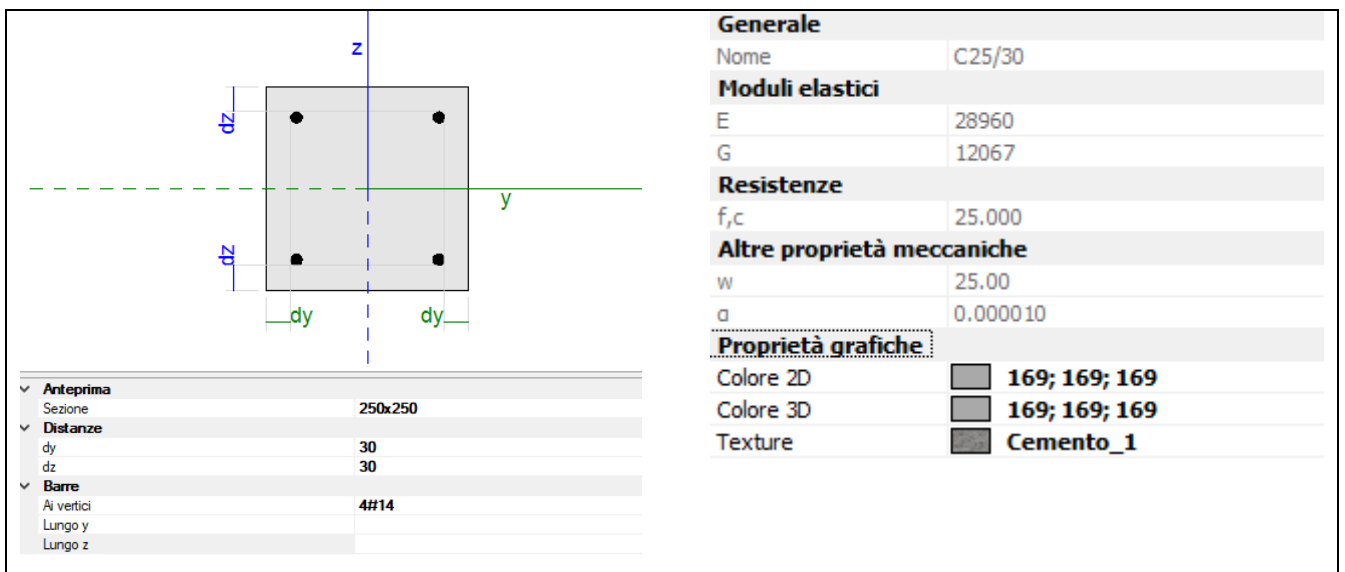 z
dz
y
dz
dy
dy
Anteprima
Sezione 250x250
Distanze
dy 30
dz 30
Barre
Ai vertici 4#14
Lungo y
Lungo z
Generale
Nome C25/30
Moduli elastici
E 28960
G 12067
Resistenze
f,c 25.000
Altre proprietà meccaniche
w 25.00
α 0.000010
Proprietà grafiche
Colore 2D 169; 169; 169
Colore 3D 169; 169; 169
Texture Cemento_1